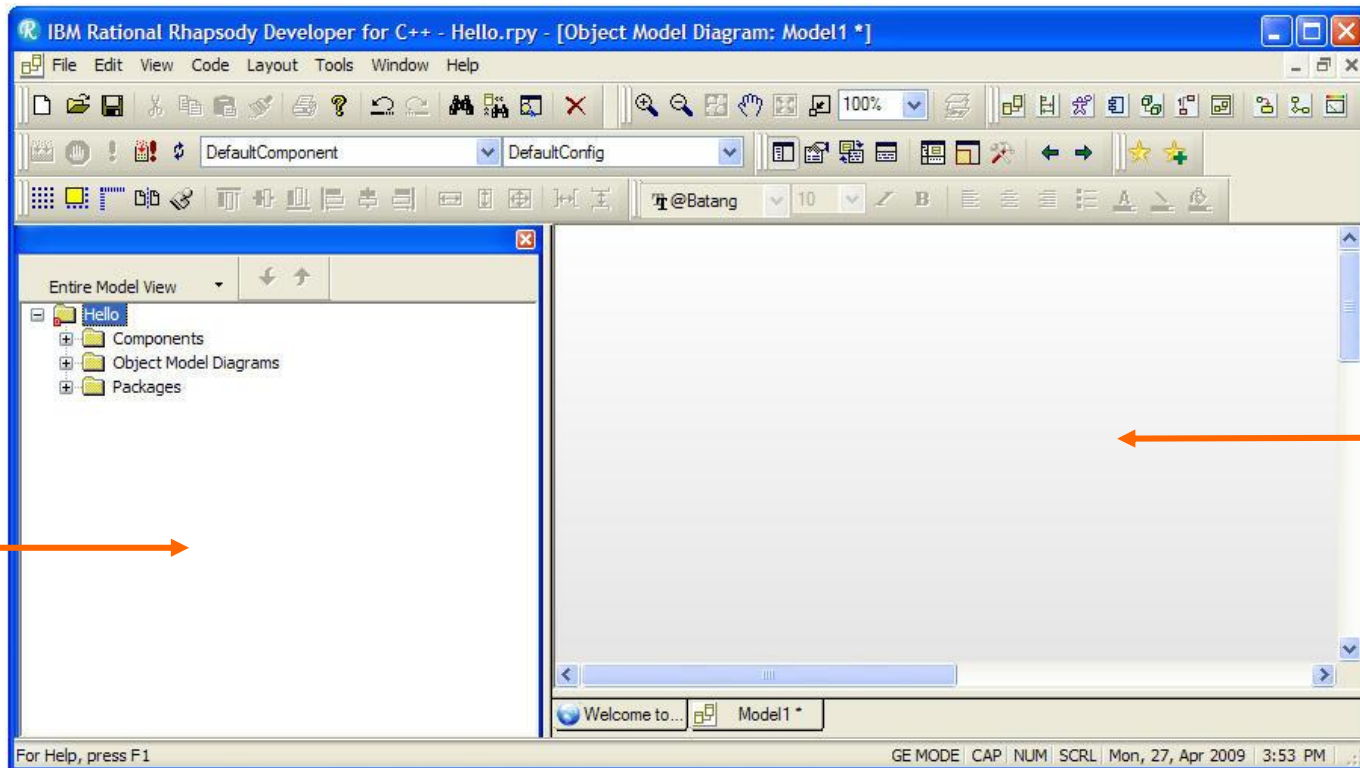 IBM Rational Rhapsody Developer for C++ - Hello.rpy - [Object Model Diagram: Model1 *]
File Edit View Code Layout Tools Window Help
100%
DefaultComponent DefaultConfig
@Batang 10 I B A
Entire Model View
Hello
Components
Object Model Diagrams
Packages
Welcome to... Model1 *
For Help, press F1 GE MODE CAP NUM SCRL Mon, 27, Apr 2009 3:53 PM